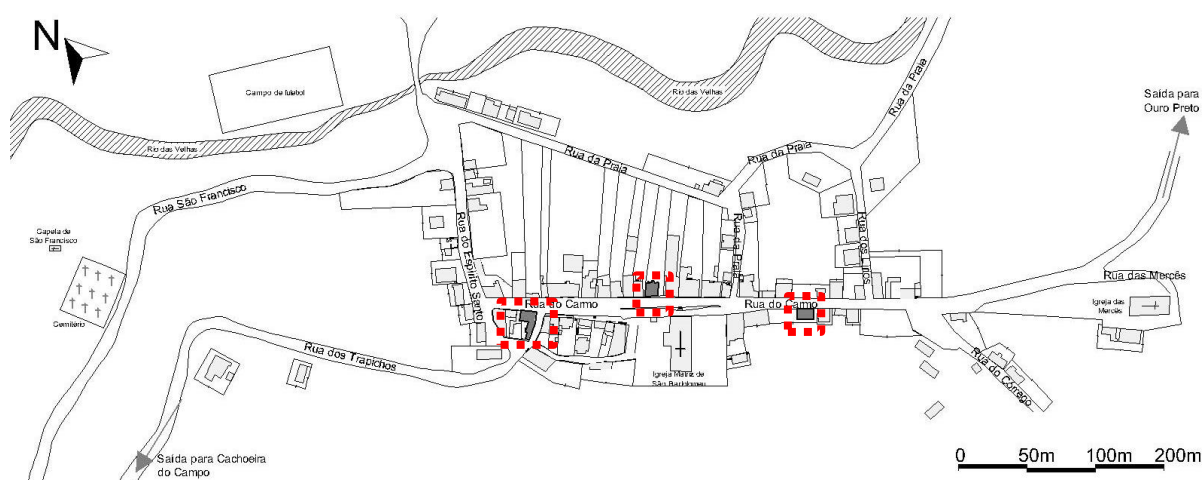 N
Campo de futebol
Rio das Velhas
Rua da Praia
Saída para
Ouro Preto
Rio das Velhas
Rua da Praia
Rua da Praia
Rua São Francisco
Capela de
São Francisco
Rua do Espírito Santo
Rua da Praia
Rua dos Lírios
Rua das Mercês
Cemitério
Rua do Carmo
Rua do Carmo
Igreja das
Mercês
Rua dos Trapichos
Igreja Matriz de
São Bartolomeu
Rua do Córrego
Saída para Cachoeira
do Campo
0 50m 100m 200m